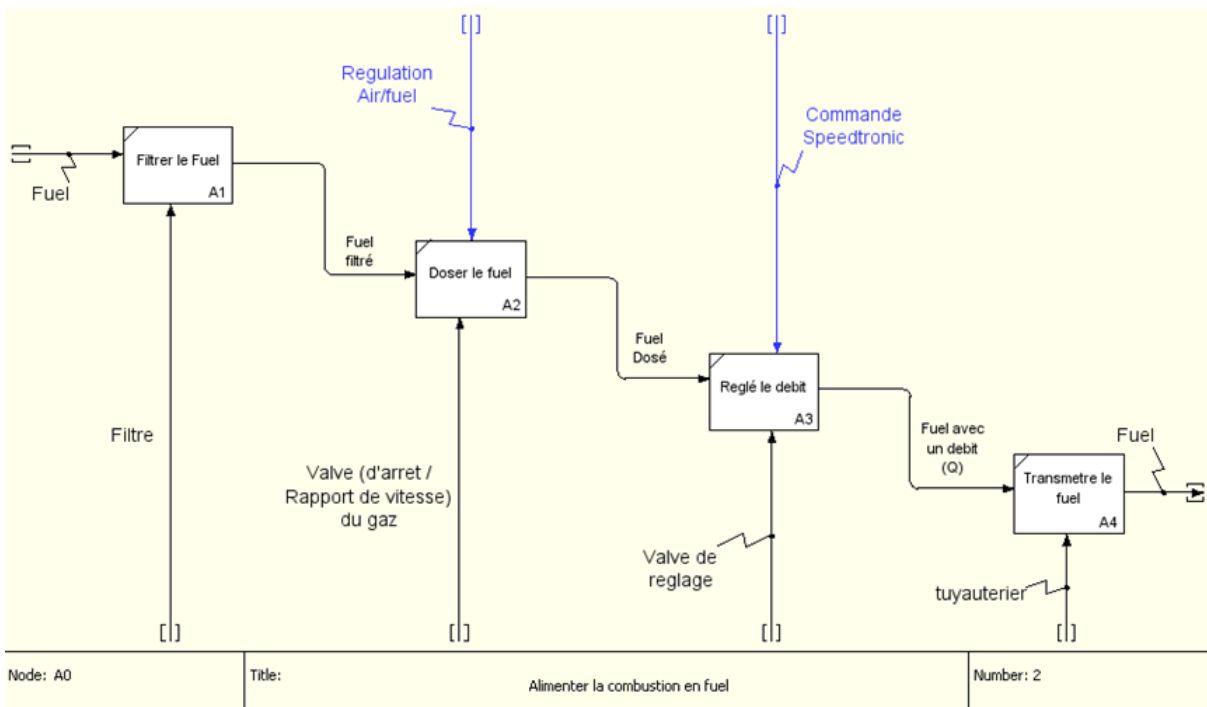 Regulation
Air/fuel
Commande
Speedtronic
Filtrer le Fuel
A1
Fuel
Fuel
filtré
Doser le fuel
A2
Fuel
Dosé
Reglé le debit
A3
Filtre
Fuel avec
un debit
(Q)
Fuel
Valve (d'arret /
Rapport de vitesse)
du gaz
Transmetre le
fuel
A4
Valve de
reglage
tuyauterier
Node: A0
Title:
Alimenter la combustion en fuel
Number: 2